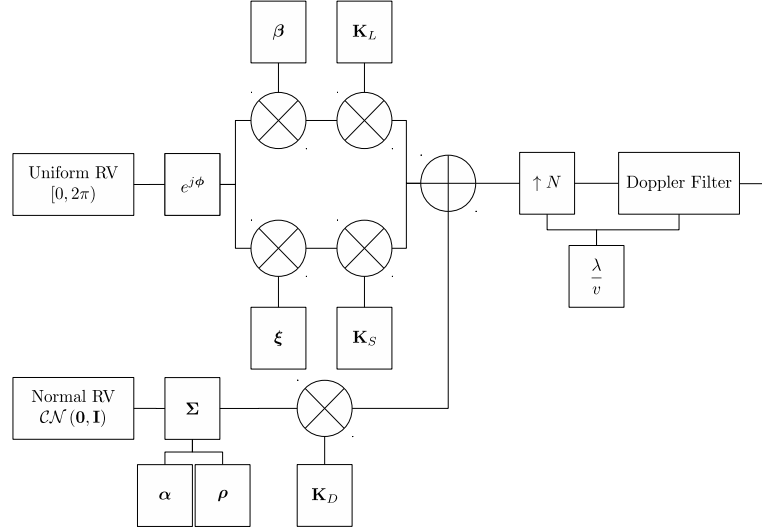 β
K_L
Uniform RV
[0, 2π)
e^{jϕ}
↑ N
Doppler Filter
λ
v
ξ
K_S
Normal RV
𝒞𝒩 (0, I)
Σ
α
ρ
K_D